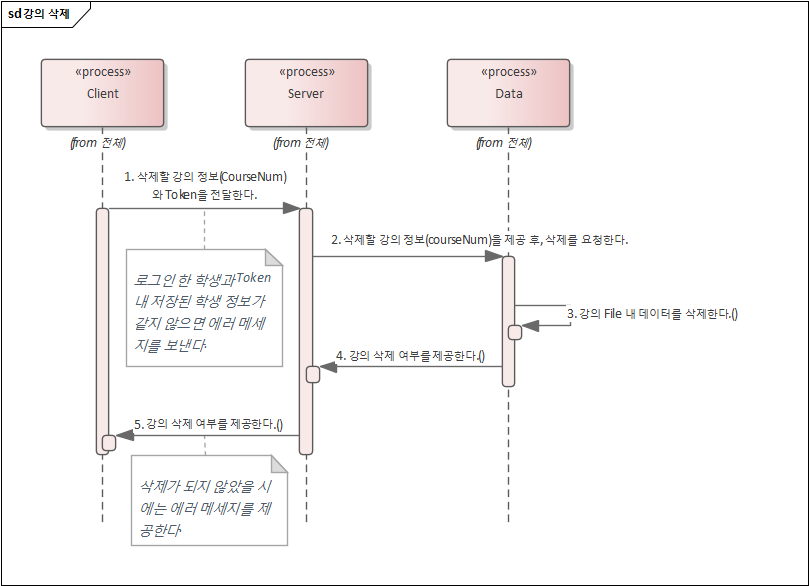 sd 강의 삭제
«process»
Client
«process»
Server
«process»
Data
(from 전체)
(from 전체)
(from 전체)
1. 삭제할 강의 정보(CourseNum)
와 Token을 전달한다.
2. 삭제할 강의 정보(courseNum)을 제공 후, 삭제를 요청한다.
로그인 한 학생과 Token
내 저장된 학생 정보가
같지 않으면 에러 메세
지를 보낸다.
3. 강의 File 내 데이터를 삭제한다.()
4. 강의 삭제 여부를 제공한다.()
5. 강의 삭제 여부를 제공한다.()
삭제가 되지 않았을 시
에는 에러 메세지를 제
공한다.